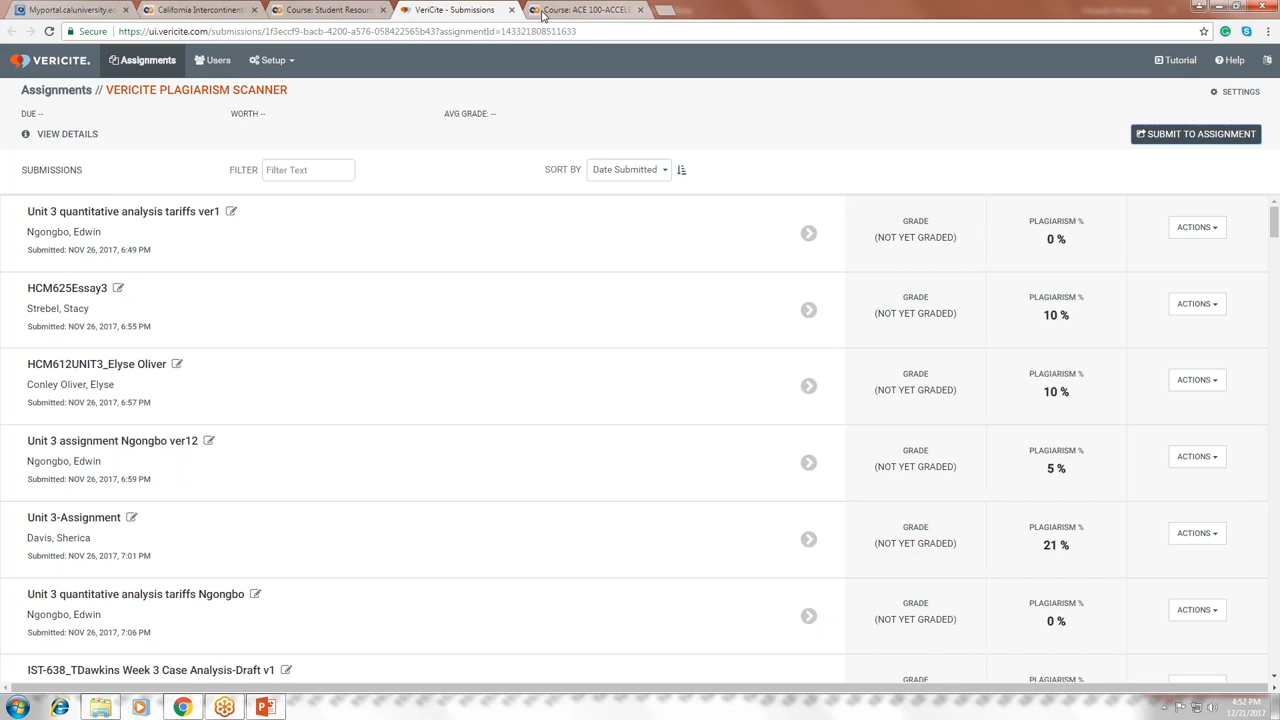 Myportal.caluniversity.e
California Intercontinent
Course: Student Resourc
VeriCite - Submissions
Course: ACE 100-ACCELE
Secure
https://ui.vericite.com/submissions/1f3eccf9-bacb-4200-a576-058422565b43?assignmentId=143321808511633
VERICITE.
Assignments
Users
Setup
Tutorial
Help
Assignments // VERICITE PLAGIARISM SCANNER
SETTINGS
DUE --
WORTH --
AVG GRADE: --
VIEW DETAILS
SUBMIT TO ASSIGNMENT
SUBMISSIONS
FILTER
Filter Text
SORT BY
Date Submitted
Unit 3 quantitative analysis tariffs ver1
Ngongbo, Edwin
Submitted: NOV 26, 2017, 6:49 PM
GRADE
(NOT YET GRADED)
PLAGIARISM %
0 %
ACTIONS
HCM625Essay3
Strebel, Stacy
Submitted: NOV 26, 2017, 6:55 PM
GRADE
(NOT YET GRADED)
PLAGIARISM %
10 %
ACTIONS
HCM612UNIT3_Elyse Oliver
Conley Oliver, Elyse
Submitted: NOV 26, 2017, 6:57 PM
GRADE
(NOT YET GRADED)
PLAGIARISM %
10 %
ACTIONS
Unit 3 assignment Ngongbo ver12
Ngongbo, Edwin
Submitted: NOV 26, 2017, 6:59 PM
GRADE
(NOT YET GRADED)
PLAGIARISM %
5 %
ACTIONS
Unit 3-Assignment
Davis, Sherica
Submitted: NOV 26, 2017, 7:01 PM
GRADE
(NOT YET GRADED)
PLAGIARISM %
21 %
ACTIONS
Unit 3 quantitative analysis tariffs Ngongbo
Ngongbo, Edwin
Submitted: NOV 26, 2017, 7:06 PM
GRADE
(NOT YET GRADED)
PLAGIARISM %
0 %
ACTIONS
IST-638_TDawkins Week 3 Case Analysis-Draft v1
GRADE
PLAGIARISM %
4:52 PM
12/21/2017